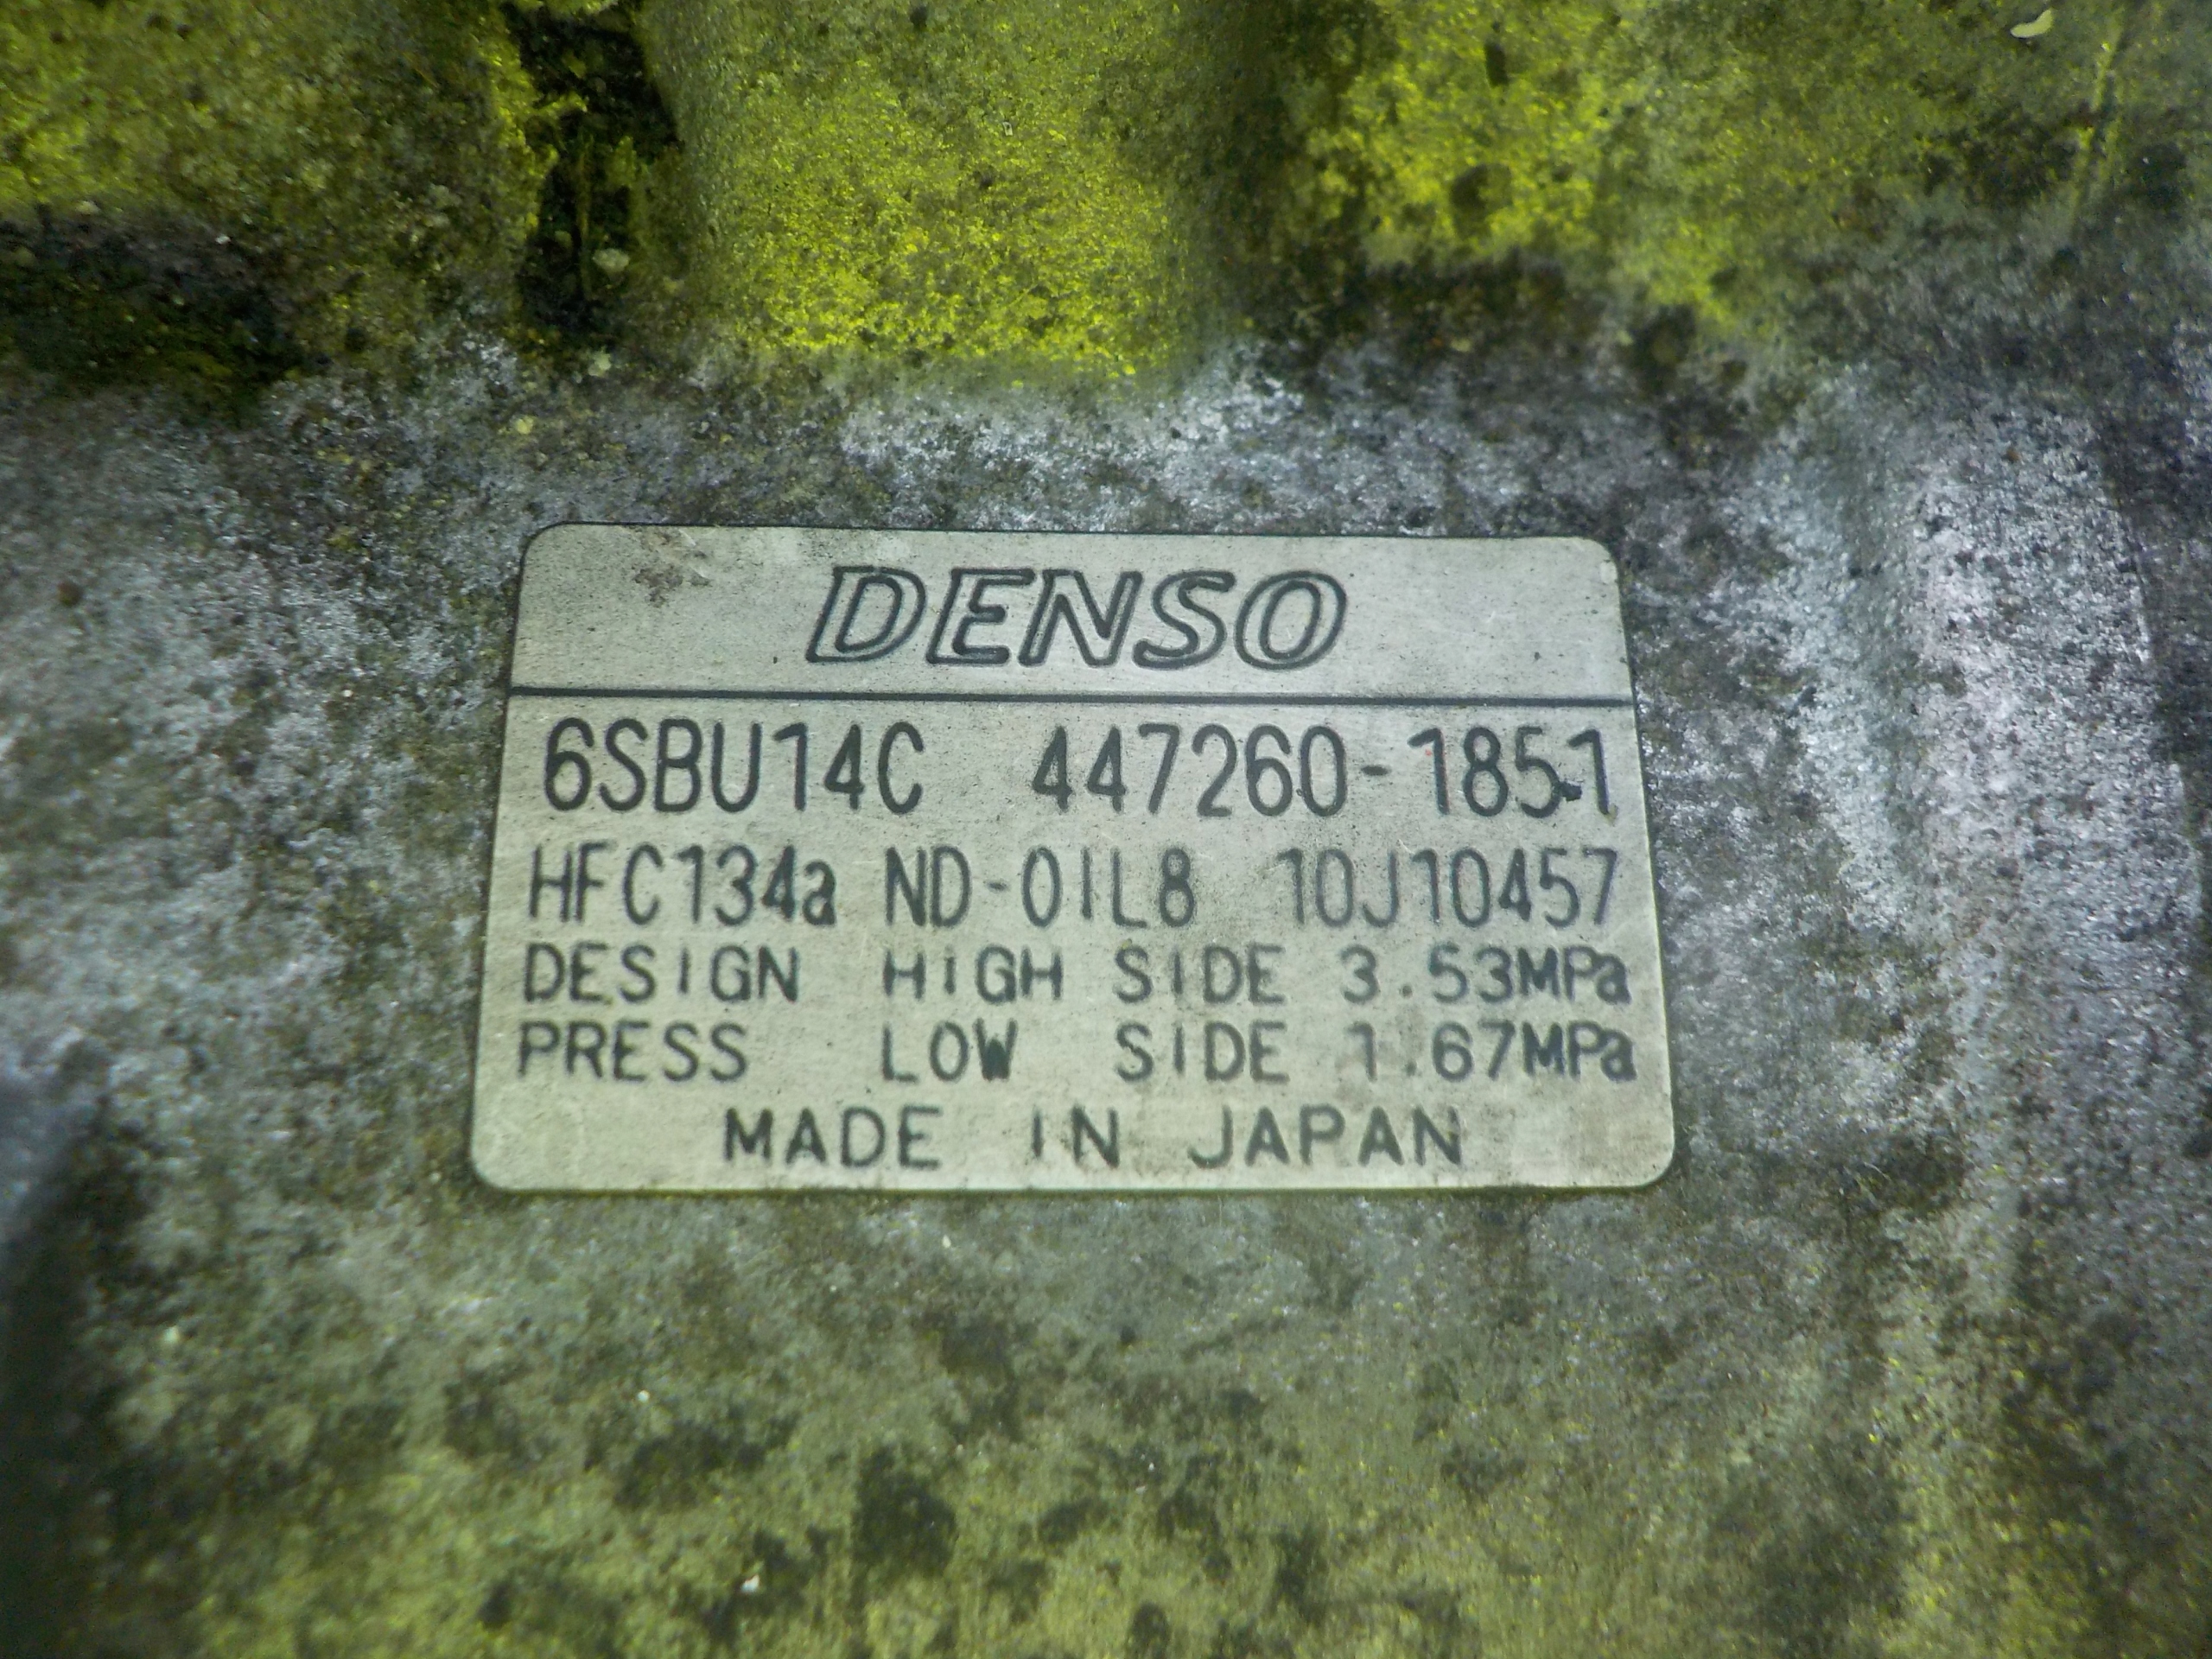 DENSO
6SBU14C 447260-1851
HFC134a ND-OIL8 10J10457
DESIGN HIGH SIDE 3.53MPa
PRESS LOW SIDE 1.67MPa
MADE IN JAPAN